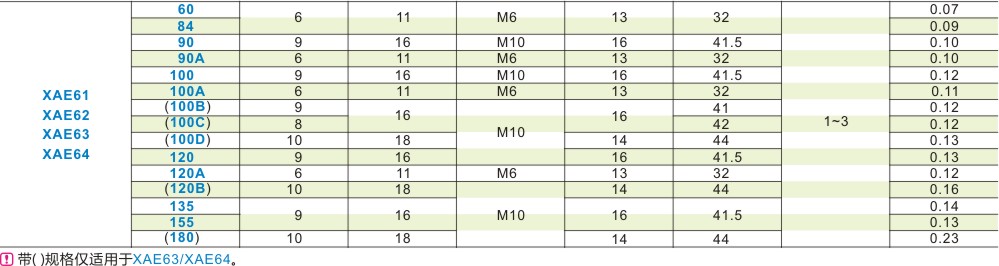 XAE61
XAE62
XAE63
XAE64
60 6 11 M6 13 32 1~3 0.07
84 0.09
90 9 16 M10 16 41.5 0.10
90A 6 11 M6 13 32 0.10
100 9 16 M10 16 41.5 0.12
100A 6 11 M6 13 32 0.11
(100B) 9 16 M10 16 41 0.12
(100C) 8 42 0.12
(100D) 10 18 14 44 0.13
120 9 16 16 41.5 0.13
120A 6 11 M6 13 32 0.12
(120B) 10 18 M10 14 44 0.16
135 9 16 16 41.5 0.14
155 0.13
(180) 10 18 14 44 0.23
! 带( )规格仅适用于XAE63/XAE64。